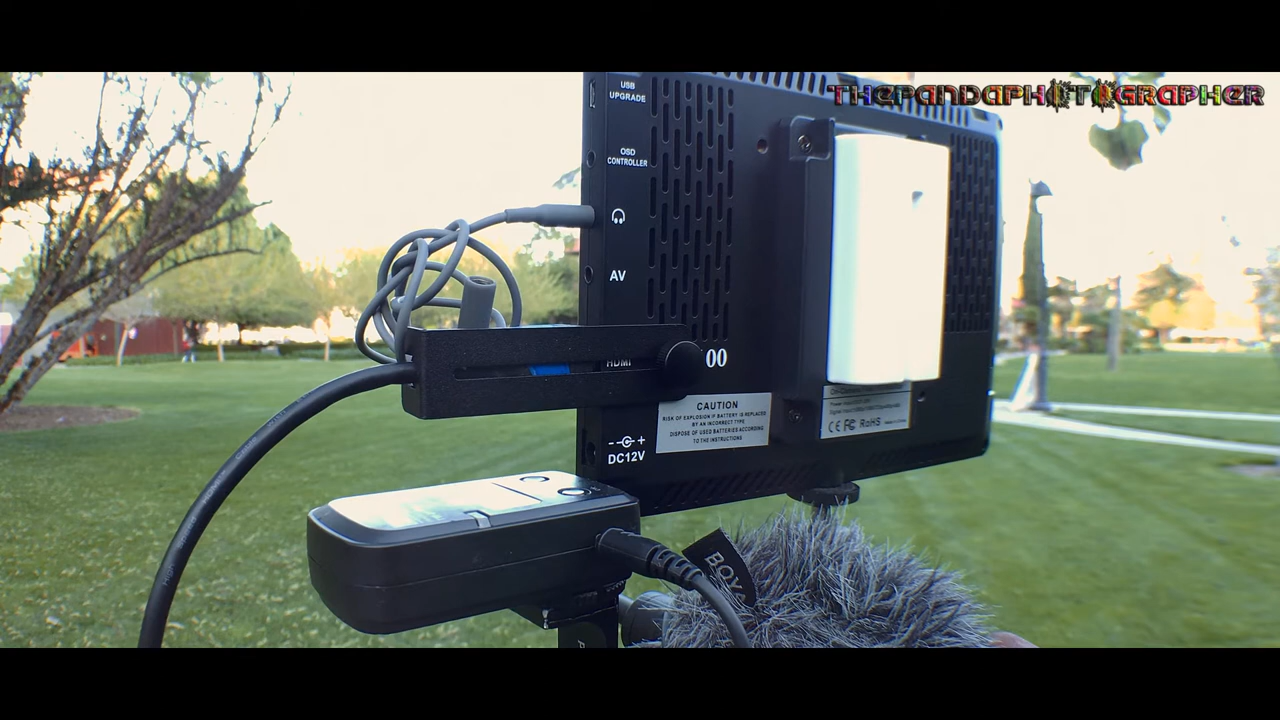 THEPANDAPHOTOGRAPHER
USB
UPGRADE
OSD
CONTROLLER
AV
HDMI
00
CAUTION
RISK OF EXPLOSION IF BATTERY IS REPLACED
BY AN INCORRECT TYPE
DISPOSE OF USED BATTERIES ACCORDING
TO THE INSTRUCTIONS
CE FC RoHS
DC12V
BOYA